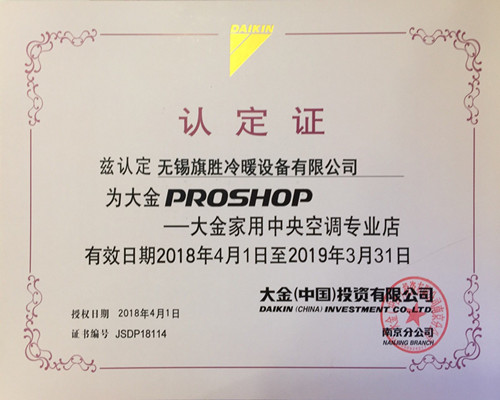 DAIKIN
认定证
兹认定 无锡旗胜冷暖设备有限公司
为大金 PROSHOP
—大金家用中央空调专业店
有效日期2018年4月1日至2019年3月31日
大金(中国)投资有限公司
DAIKIN (CHINA) INVESTMENT CO.,LTD.
南京分公司
NANJING BRANCH
授权日期 2018年4月1日
证书编号 JSDP18114